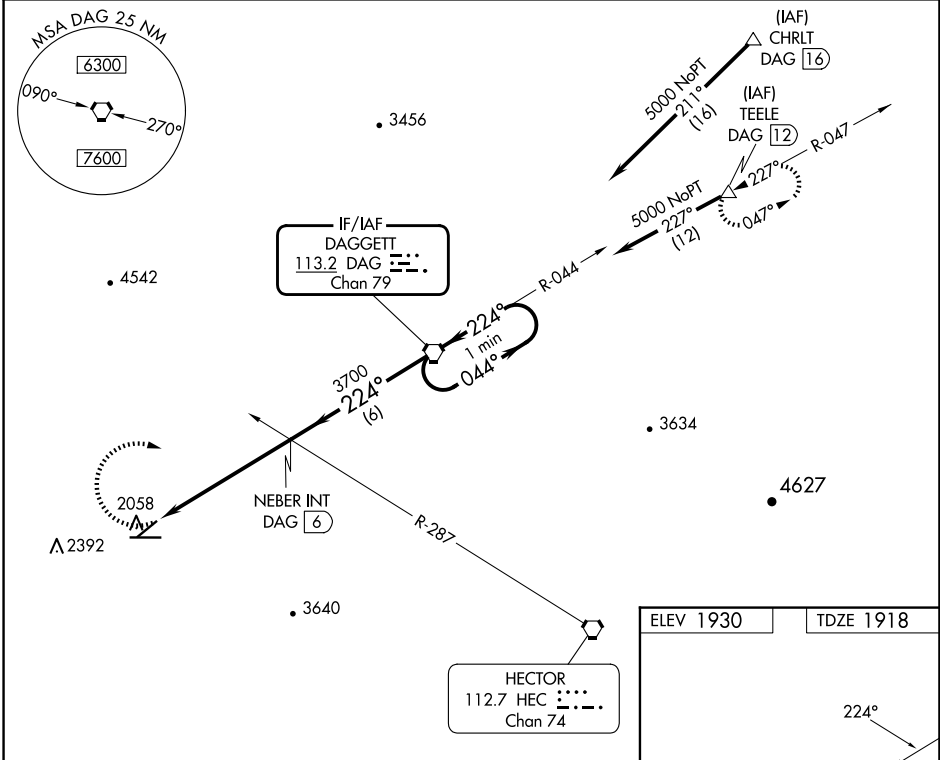 MSA DAG 25 NM
6300
090°
270°
7600
3456
(IAF)
CHRLT
DAG 16
5000 NoPT
211°
(16)
(IAF)
TEELE
DAG 12
R-047
227°
047°
5000 NoPT
227°
(12)
IF/IAF
DAGGETT
113.2 DAG
Chan 79
4542
R-044
224°
1 min
044°
3700
224°
(6)
3634
4627
NEBER INT
DAG 6
2058
2392
R-287
3640
HECTOR
112.7 HEC
Chan 74
ELEV 1930
TDZE 1918
224°